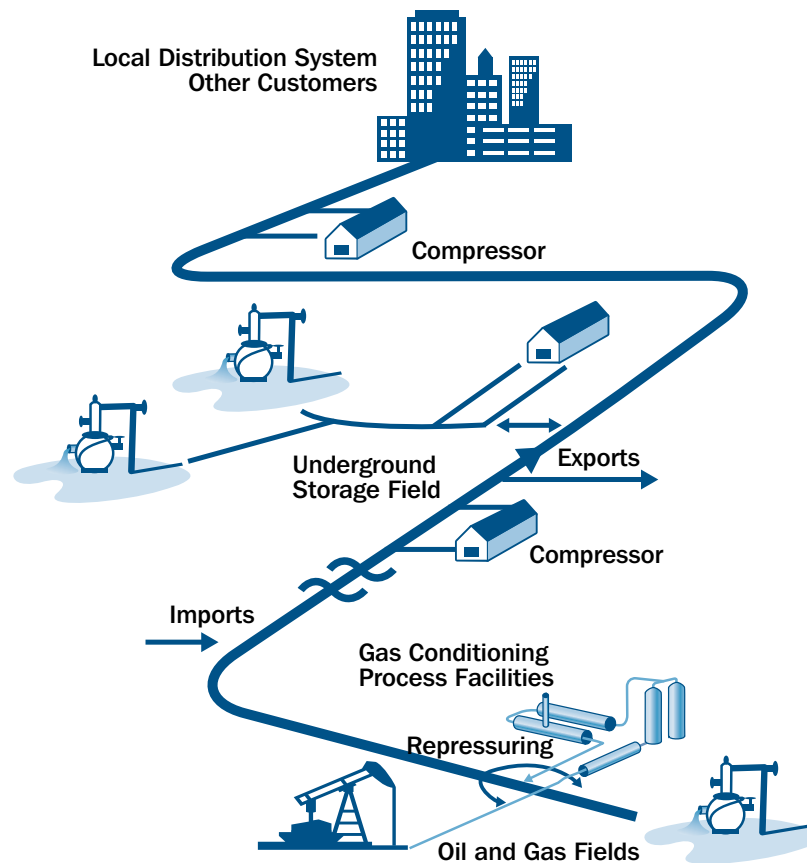 Local Distribution System
Other Customers
Compressor
Underground
Storage Field
Exports
Compressor
Imports
Gas Conditioning
Process Facilities
Repressuring
Oil and Gas Fields